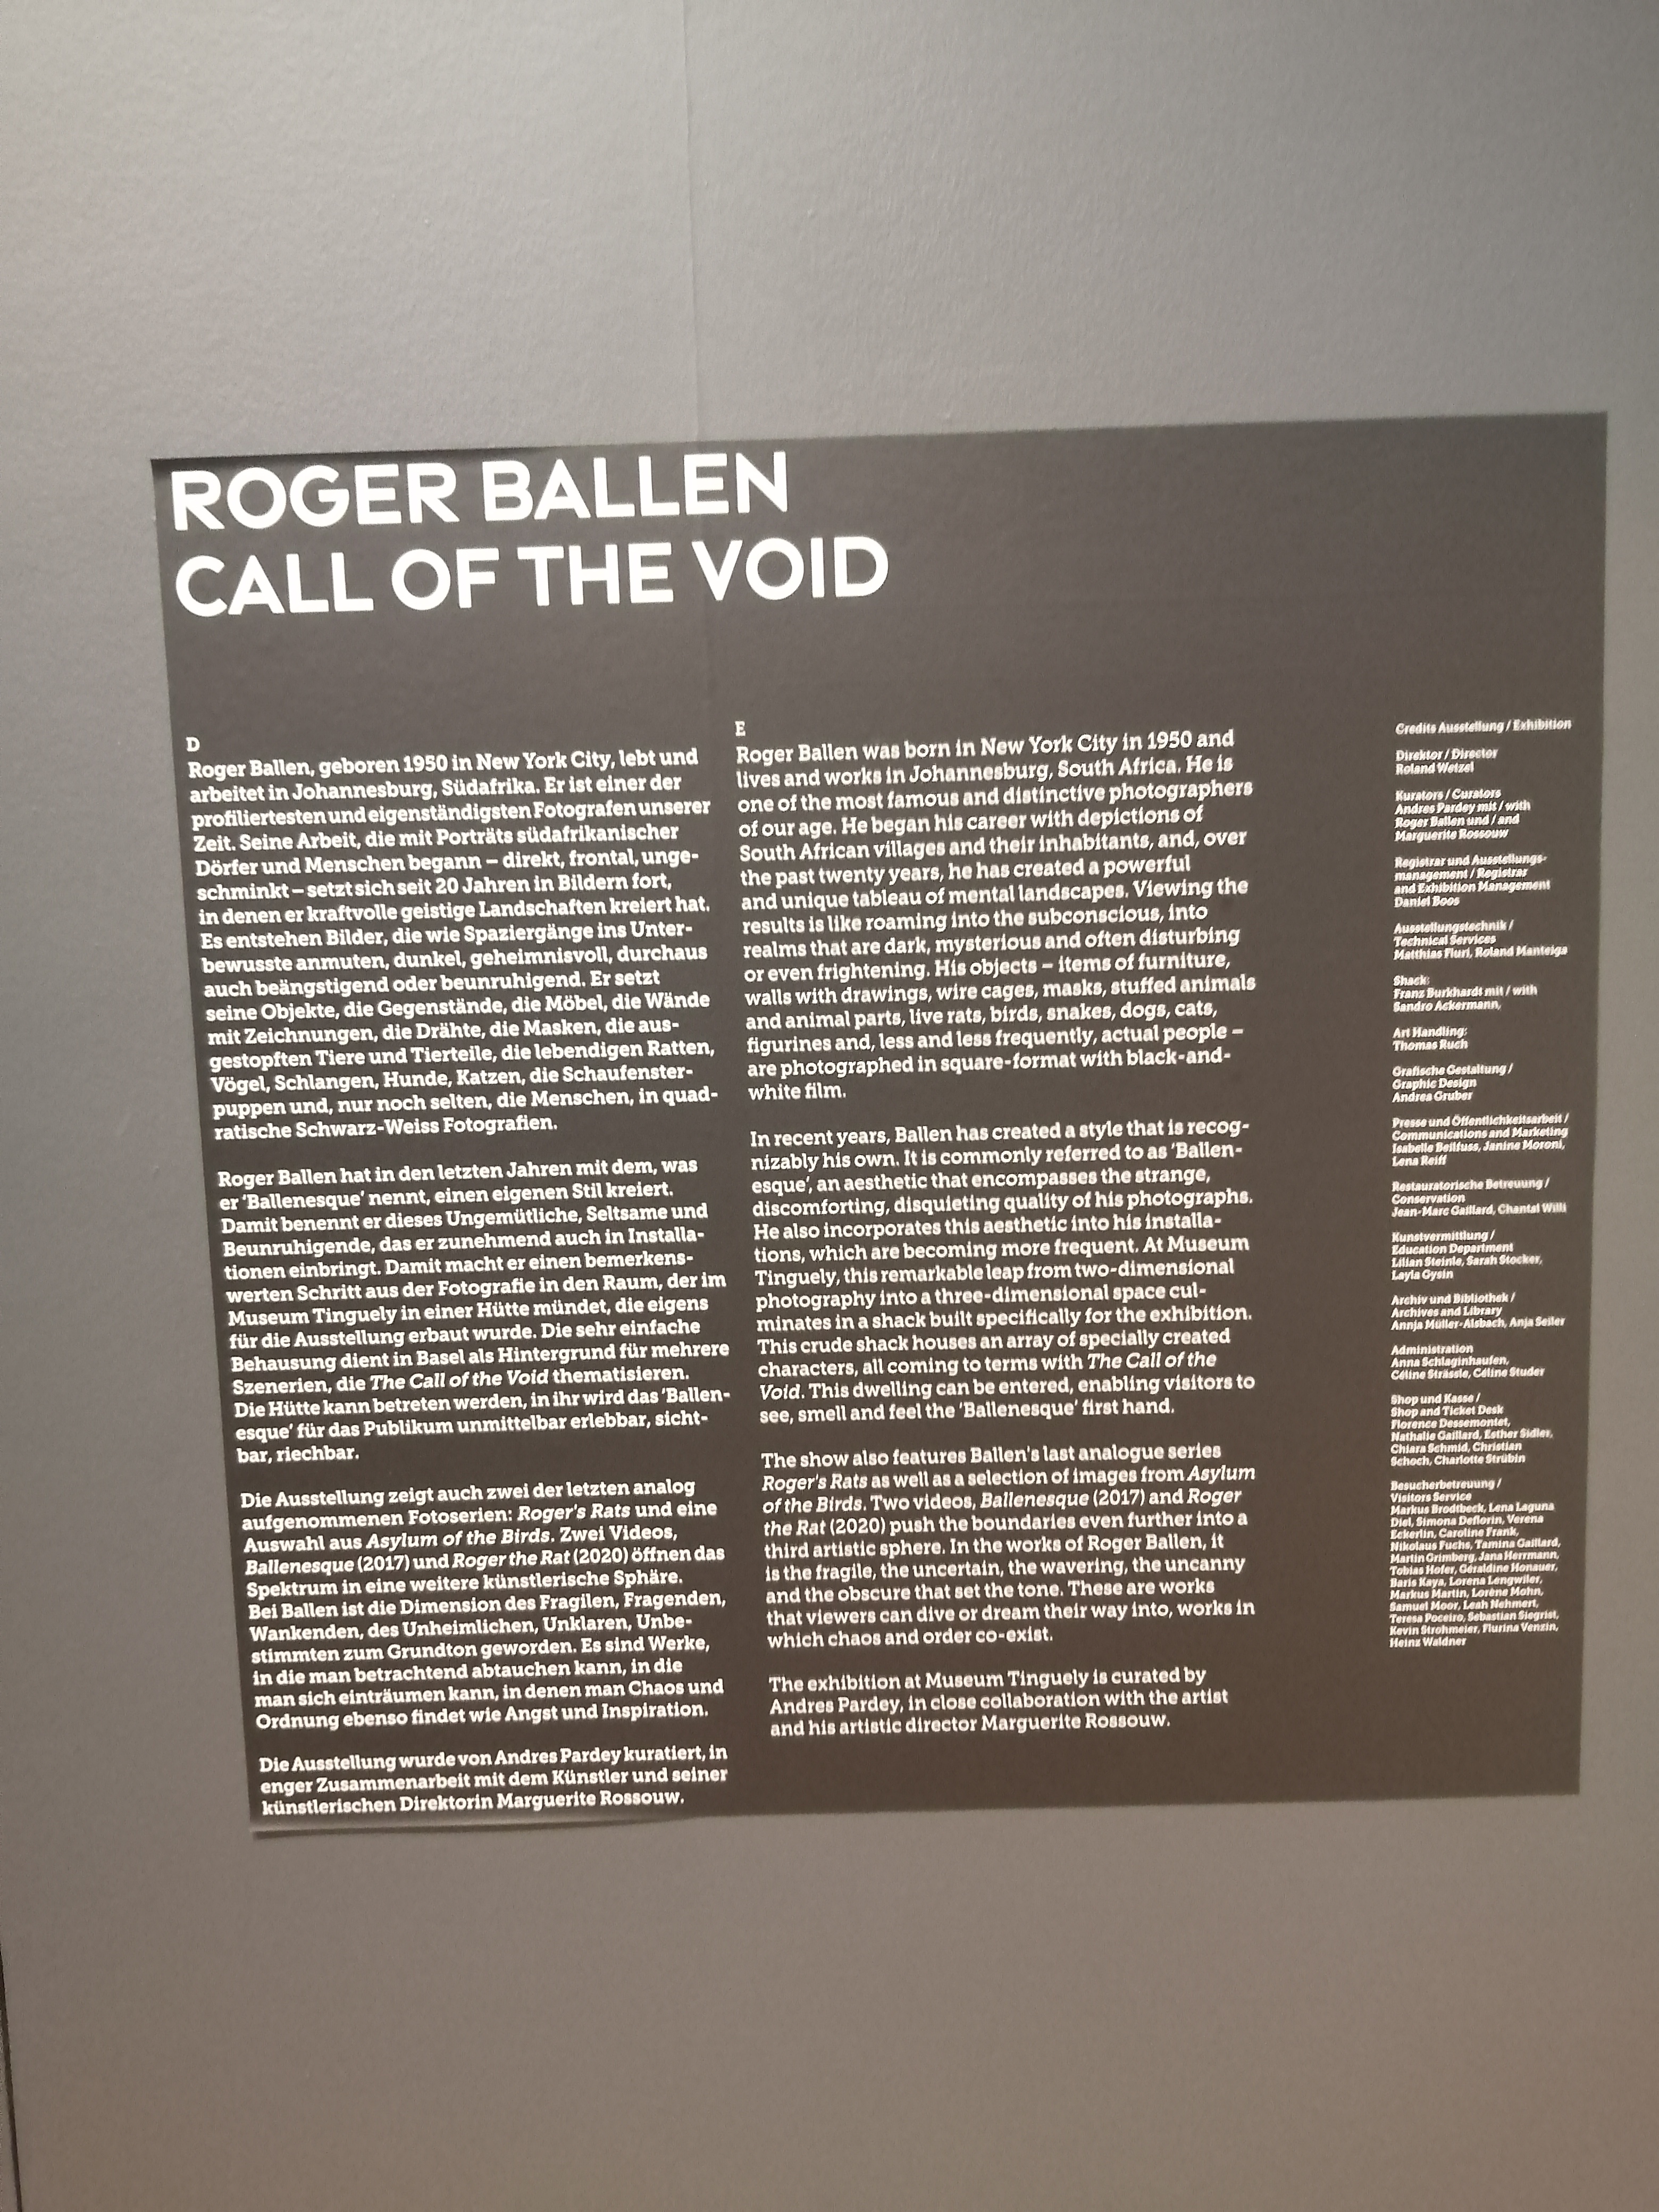 ROGER BALLEN
CALL OF THE VOID
D
Roger Ballen, geboren 1950 in New York City, lebt und
arbeitet in Johannesburg, Südafrika. Er ist einer der
profiliertesten und eigenständigsten Fotografen unserer
Zeit. Seine Arbeit, die mit Porträts südafrikanischer
Dörfer und Menschen begann – direkt, frontal, unge-
schminkt – setzt sich seit 20 Jahren in Bildern fort,
in denen er kraftvolle geistige Landschaften kreiert hat.
Es entstehen Bilder, die wie Spaziergänge ins Unter-
bewusste anmuten, dunkel, geheimnisvoll, durchaus
auch beängstigend oder beunruhigend. Er setzt
seine Objekte, die Gegenstände, die Möbel, die Wände
mit Zeichnungen, die Drähte, die Masken, die aus-
gestopften Tiere und Tierteile, die lebendigen Ratten,
Vögel, Schlangen, Hunde, Katzen, die Schaufenster-
puppen und, nur noch selten, die Menschen, in quad-
ratische Schwarz-Weiss Fotografien.
Roger Ballen hat in den letzten Jahren mit dem, was
er 'Ballenesque' nennt, einen eigenen Stil kreiert.
Damit benennt er dieses Ungemütliche, Seltsame und
Beunruhigende, das er zunehmend auch in Installa-
tionen einbringt. Damit macht er einen bemerkens-
werten Schritt aus der Fotografie in den Raum, der im
Museum Tinguely in einer Hütte mündet, die eigens
für die Ausstellung erbaut wurde. Die sehr einfache
Behausung dient in Basel als Hintergrund für mehrere
Szenerien, die The Call of the Void thematisieren.
Die Hütte kann betreten werden, in ihr wird das 'Ballen-
esque' für das Publikum unmittelbar erlebbar, sicht-
bar, riechbar.
Die Ausstellung zeigt auch zwei der letzten analog
aufgenommenen Fotoserien: Roger's Rats und eine
Auswahl aus Asylum of the Birds. Zwei Videos,
Ballenesque (2017) und Roger the Rat (2020) öffnen das
Spektrum in eine weitere künstlerische Sphäre.
Bei Ballen ist die Dimension des Fragilen, Fragenden,
Wankenden, des Unheimlichen, Unklaren, Unbe-
stimmten zum Grundton geworden. Es sind Werke,
in die man betrachtend abtauchen kann, in die
man sich einträumen kann, in denen man Chaos und
Ordnung ebenso findet wie Angst und Inspiration.
Die Ausstellung wurde von Andres Pardey kuratiert, in
enger Zusammenarbeit mit dem Künstler und seiner
künstlerischen Direktorin Marguerite Rossouw.
E
Roger Ballen was born in New York City in 1950 and
lives and works in Johannesburg, South Africa. He is
one of the most famous and distinctive photographers
of our age. He began his career with depictions of
South African villages and their inhabitants, and, over
the past twenty years, he has created a powerful
and unique tableau of mental landscapes. Viewing the
results is like roaming into the subconscious, into
realms that are dark, mysterious and often disturbing
or even frightening. His objects – items of furniture,
walls with drawings, wire cages, masks, stuffed animals
and animal parts, live rats, birds, snakes, dogs, cats,
figurines and, less and less frequently, actual people –
are photographed in square-format with black-and-
white film.
In recent years, Ballen has created a style that is recog-
nizably his own. It is commonly referred to as 'Ballen-
esque', an aesthetic that encompasses the strange,
discomforting, disquieting quality of his photographs.
He also incorporates this aesthetic into his installa-
tions, which are becoming more frequent. At Museum
Tinguely, this remarkable leap from two-dimensional
photography into a three-dimensional space cul-
minates in a shack built specifically for the exhibition.
This crude shack houses an array of specially created
characters, all coming to terms with The Call of the
Void. This dwelling can be entered, enabling visitors to
see, smell and feel the 'Ballenesque' first hand.
The show also features Ballen's last analogue series
Roger's Rats as well as a selection of images from Asylum
of the Birds. Two videos, Ballenesque (2017) and Roger
the Rat (2020) push the boundaries even further into a
third artistic sphere. In the works of Roger Ballen, it
is the fragile, the uncertain, the wavering, the uncanny
and the obscure that set the tone. These are works
that viewers can dive or dream their way into, works in
which chaos and order co-exist.
The exhibition at Museum Tinguely is curated by
Andres Pardey, in close collaboration with the artist
and his artistic director Marguerite Rossouw.
Credits Ausstellung / Exhibition
Direktor / Director
Roland Wetzel
Kurators / Curators
Andres Pardey mit / with
Roger Ballen und / and
Marguerite Rossouw
Registrar und Ausstellungs-
management / Registrar
and Exhibition Management
Daniel Boos
Ausstellungstechnik /
Technical Services
Matthias Fluri, Roland Manteiga
Shack:
Franz Burkhardt mit / with
Sandro Ackermann,
Art Handling:
Thomas Ruch
Grafische Gestaltung /
Graphic Design
Andrea Gruber
Presse und Öffentlichkeitsarbeit /
Communications and Marketing
Isabelle Beilfuss, Janine Moroni,
Lena Reiff
Restauratorische Betreuung /
Conservation
Jean-Marc Gaillard, Chantal Willi
Kunstvermittlung /
Education Department
Lilian Steinle, Sarah Stocker,
Layla Gysin
Archiv und Bibliothek /
Archives and Library
Annja Müller-Alsbach, Anja Seiler
Administration
Anna Schlaginhaufen,
Céline Strässle, Céline Studer
Shop und Kasse /
Shop and Ticket Desk
Florence Dessemontet,
Nathalie Gaillard, Esther Sidler,
Chiara Schmid, Christian
Schoch, Charlotte Strübin
Besucherbetreuung /
Visitors Service
Markus Brodtbeck, Lena Laguna
Diel, Simona Deflorin, Verena
Eckerlin, Caroline Frank,
Nikolaus Fuchs, Tamina Gaillard,
Martin Grimberg, Jana Herrmann,
Tobias Hofer, Géraldine Honauer,
Baris Kaya, Lorena Lengwiler,
Markus Martin, Lorène Mohn,
Samuel Moor, Leah Nehmert,
Teresa Poceiro, Sebastian Siegrist,
Kevin Strohmeier, Flurina Venzin,
Heinz Waldner